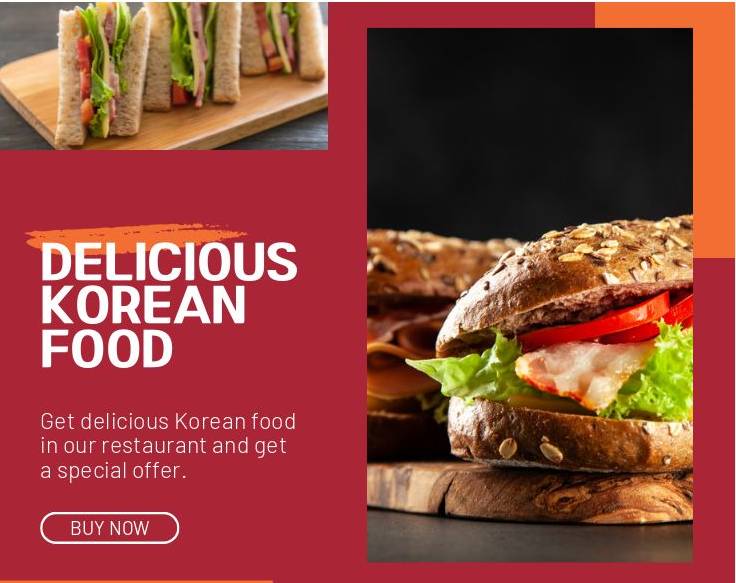 DELICIOUS
KOREAN
FOOD
Get delicious Korean food
in our restaurant and get
a special offer.
BUY NOW